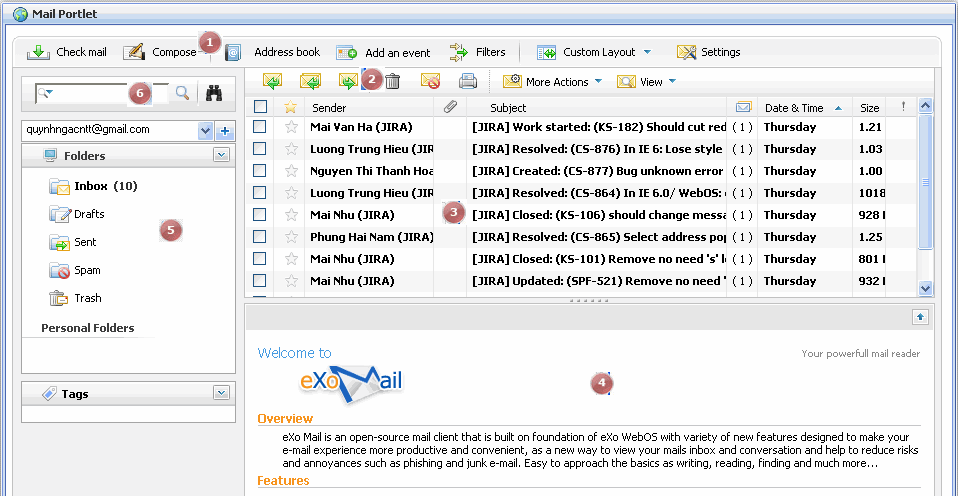 Mail Portlet
Check mail Compose 1 Address book Add an event Filters Custom Layout Settings
6
2 More Actions View
quynhngacntt@gmail.com
Folders
Inbox (10)
Drafts
Sent
5
Spam
Trash
Personal Folders
Tags
Sender Subject Date & Time Size !
Mai Van Ha (JIRA) [JIRA] Work started: (KS-182) Should cut red (1) Thursday 1.21
Luong Trung Hieu (JIR [JIRA] Resolved: (CS-876) In IE 6: Lose style (1) Thursday 1.03
Nguyen Thi Thanh Hoa [JIRA] Created: (CS-877) Bug unknown error (1) Thursday 1.00
Luong Trung Hieu (JIR [JIRA] Resolved: (CS-864) In IE 6.0/ WebOS: (1) Thursday 1018
Mai Nhu (JIRA) 3 [JIRA] Closed: (KS-106) should change messa (1) Thursday 928
Phung Hai Nam (JIRA) [JIRA] Resolved: (CS-865) Select address pop (1) Thursday 1.25
Mai Nhu (JIRA) [JIRA] Closed: (KS-101) Remove no need 's' (1) Thursday 801
Mai Nhu (JIRA) [JIRA] Updated: (SPF-521) Remove no need ' (1) Thursday 932
Welcome to Your powerfull mail reader
eXoMail
4
Overview
eXo Mail is an open-source mail client that is built on foundation of eXo WebOS with variety of new features designed to make your
e-mail experience more productive and convenient, as a new way to view your mails inbox and conversation and help to reduce risks
and annoyances such as phishing and junk e-mail. Easy to approach the basics as writing, reading, finding and much more...
Features